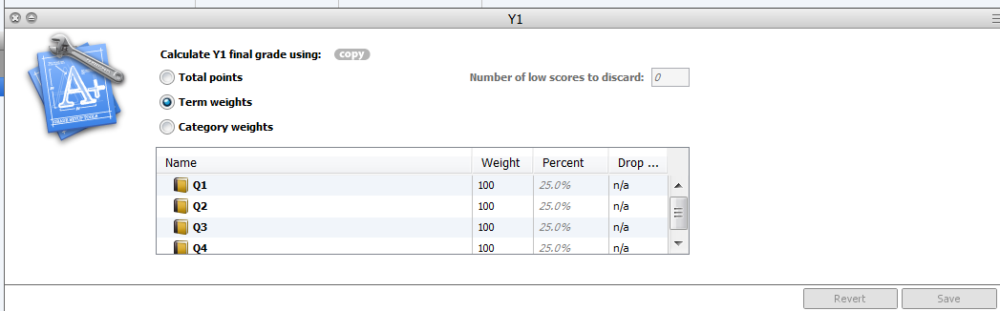 Y1
Calculate Y1 final grade using: copy
Total points
Number of low scores to discard: 0
Term weights
Category weights
Name Weight Percent Drop ...
Q1 100 25.0% n/a
Q2 100 25.0% n/a
Q3 100 25.0% n/a
Q4 100 25.0% n/a
A+
Revert Save